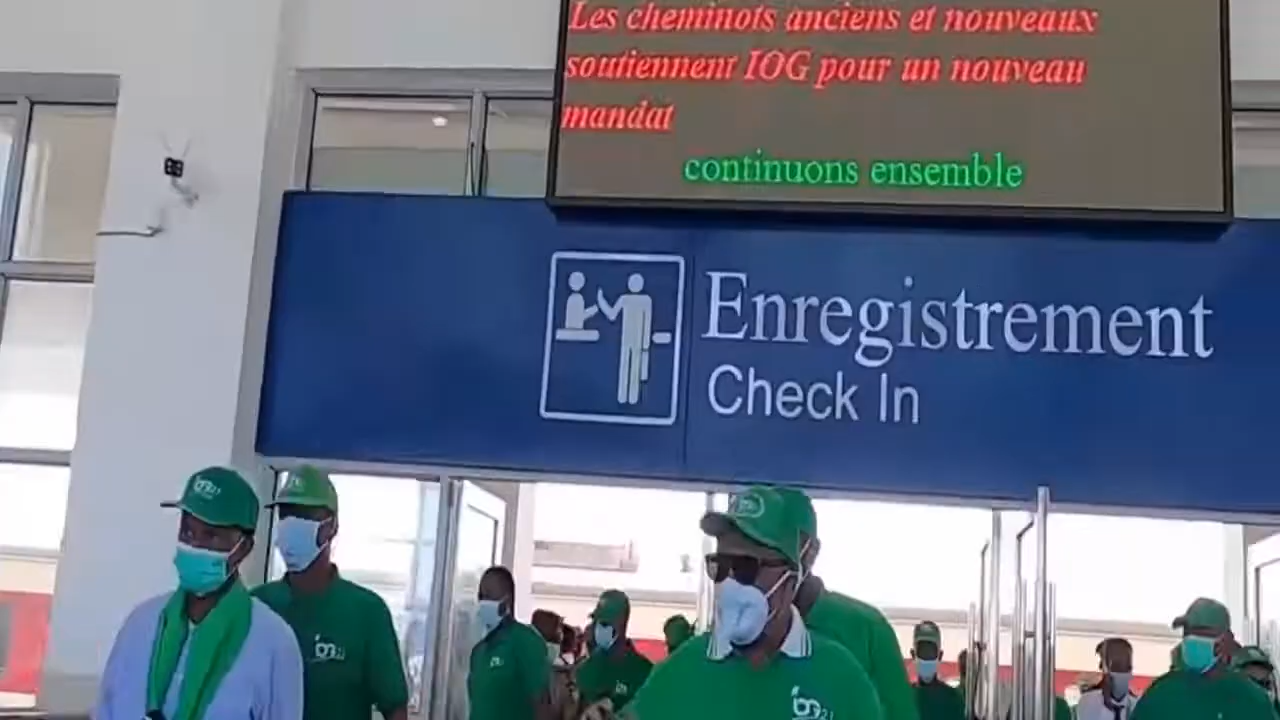 Les cheminots anciens et nouveaux
soutiennent IOG pour un nouveau
mandat
continuons ensemble
Enregistrement
Check In